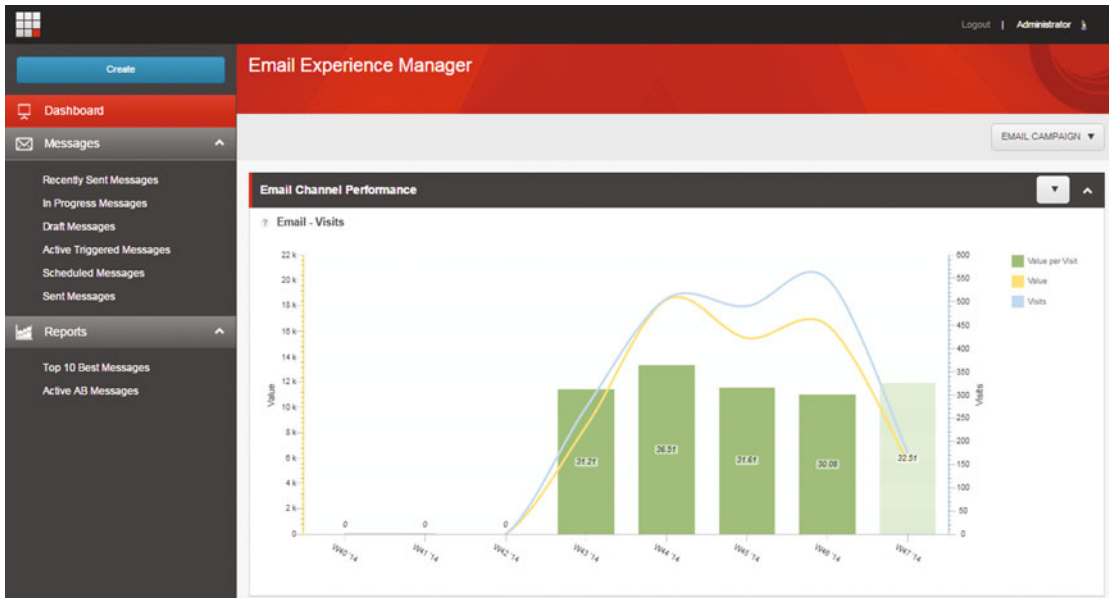 Logout | Administrator
Create
Email Experience Manager
Dashboard
EMAIL CAMPAIGN ▼
Messages
Recently Sent Messages
In Progress Messages
Draft Messages
Active Triggered Messages
Scheduled Messages
Sent Messages
Reports
Top 10 Best Messages
Active AB Messages
Email Channel Performance
? Email - Visits
22 k
20 k
18 k
16 k
14 k
12 k
10 k
8 k
6 k
4 k
2 k
0
Value
0
0
0
31.21
36.51
31.61
30.08
32.51
600
550
500
450
400
350
300
250
200
150
100
50
0
Visits
W40 '14
W41 '14
W42 '14
W43 '14
W44 '14
W45 '14
W46 '14
W47 '14
Value per Visit
Value
Visits